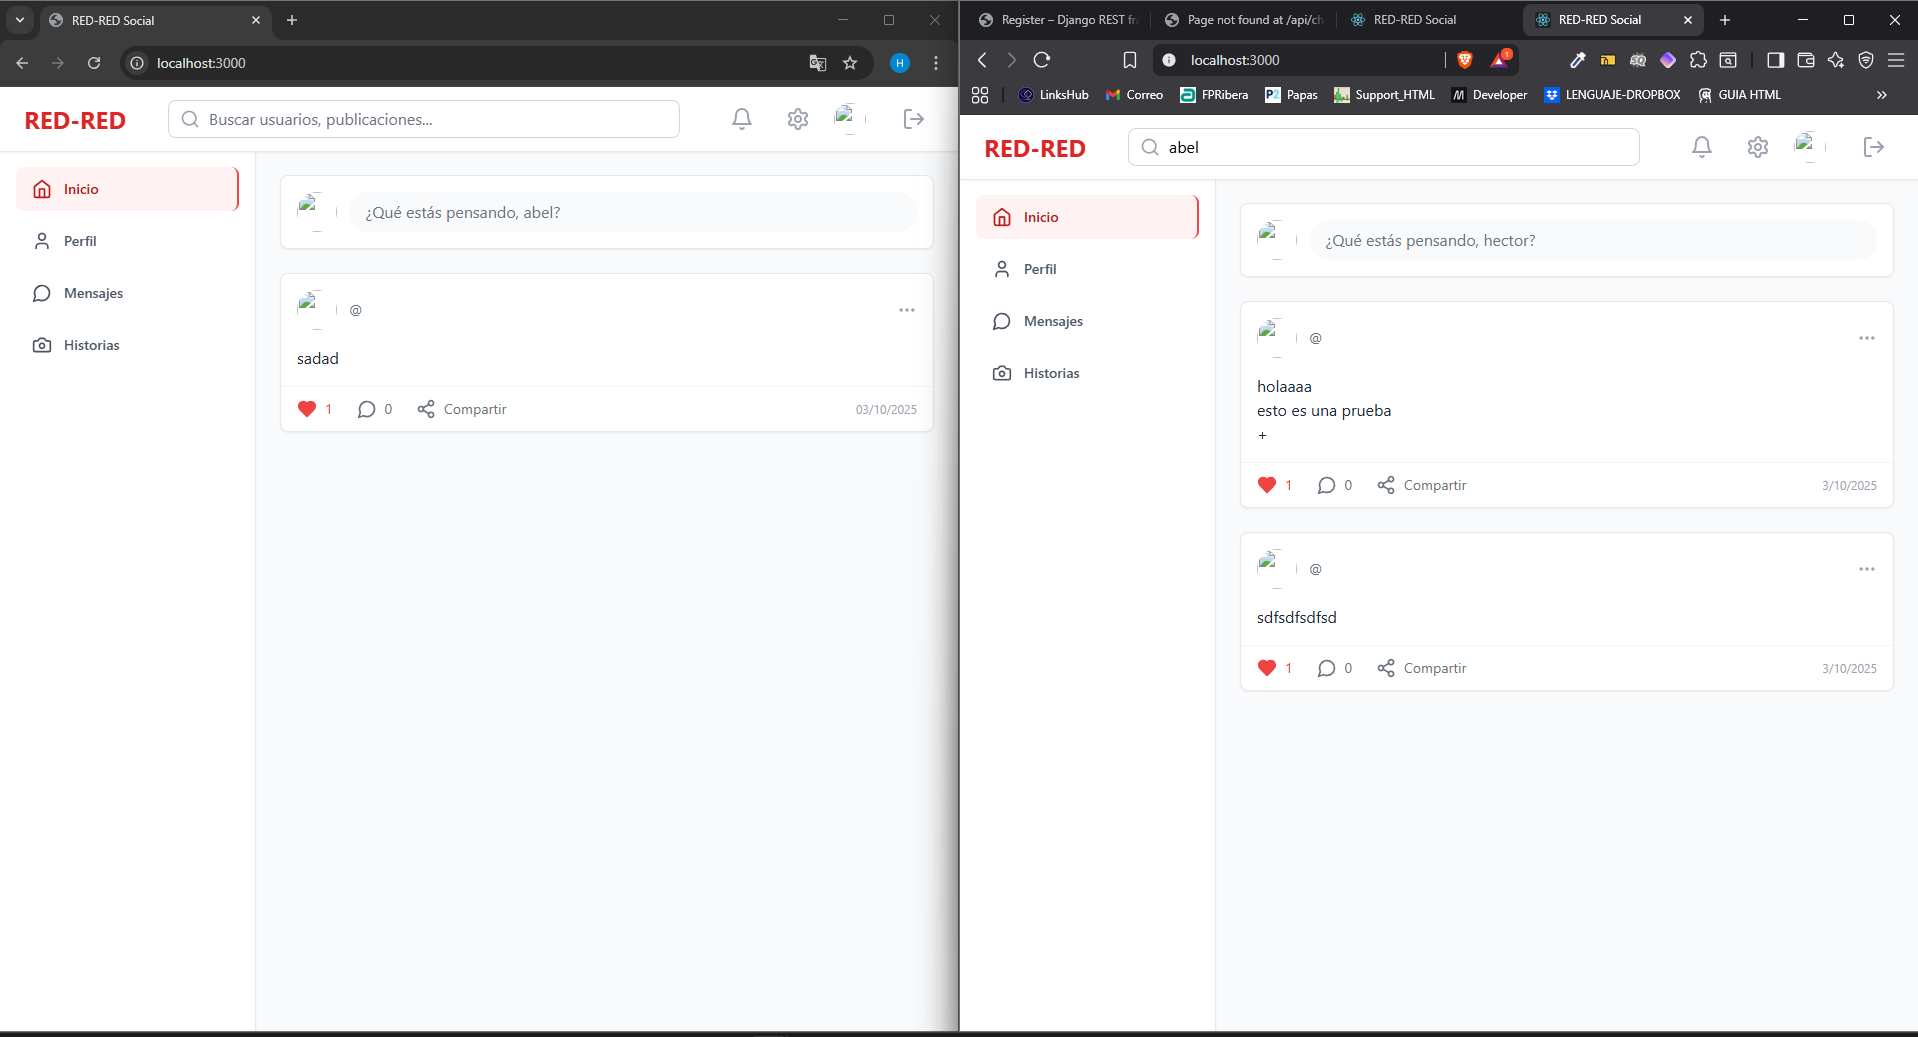 RED-RED Social
localhost:3000
H
RED-RED
Buscar usuarios, publicaciones...
Inicio
Perfil
Mensajes
Historias
¿Qué estás pensando, abel?
@
sadad
1
0
Compartir
03/10/2025
Register – Django REST fr
Page not found at /api/ch
RED-RED Social
RED-RED Social
localhost:3000
1
LinksHub
Correo
FPRibera
Papas
Support_HTML
Developer
LENGUAJE-DROPBOX
GUIA HTML
RED-RED
abel
Inicio
Perfil
Mensajes
Historias
¿Qué estás pensando, hector?
@
holaaaa
esto es una prueba
+
1
0
Compartir
3/10/2025
@
sdfsdfsdfsd
1
0
Compartir
3/10/2025